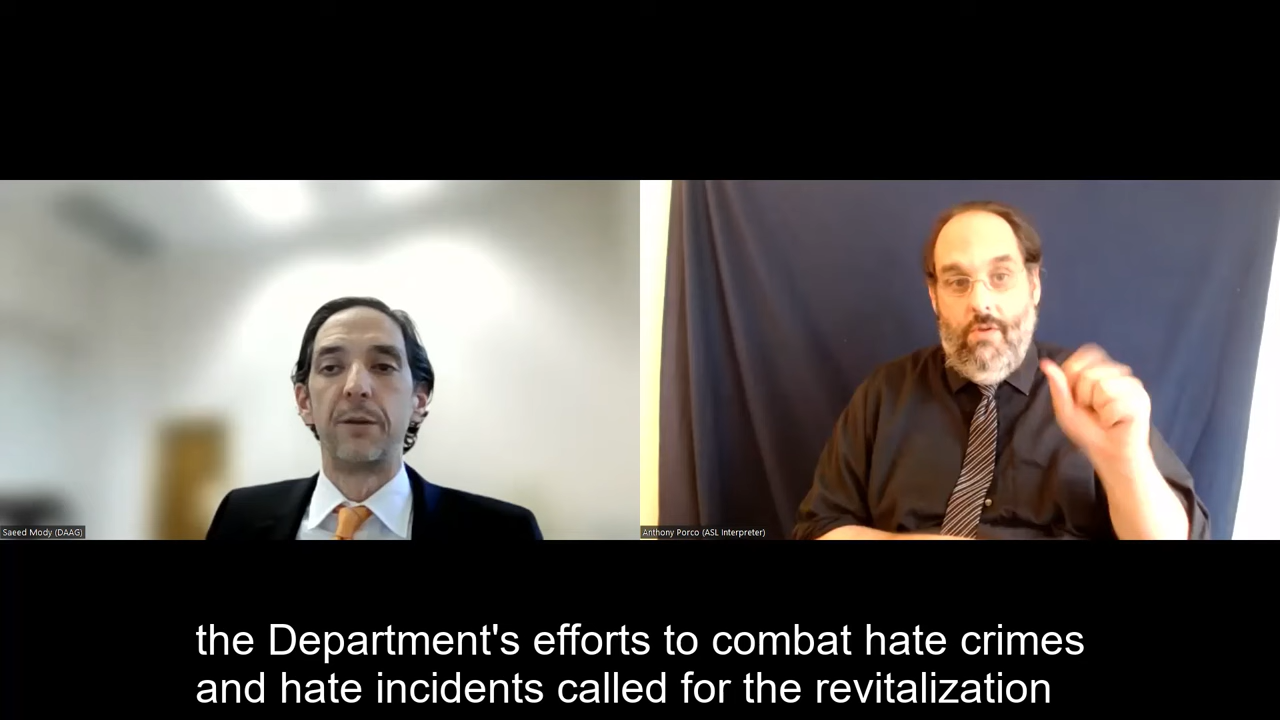 Saeed Mody (DAAG)
Anthony Porco (ASL Interpreter)
the Department's efforts to combat hate crimes
and hate incidents called for the revitalization